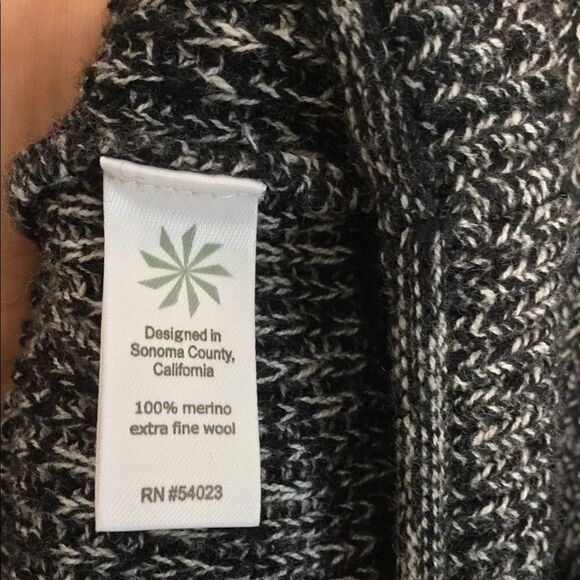 Designed in
Sonoma County,
California
100% merino
extra fine wool
RN #54023